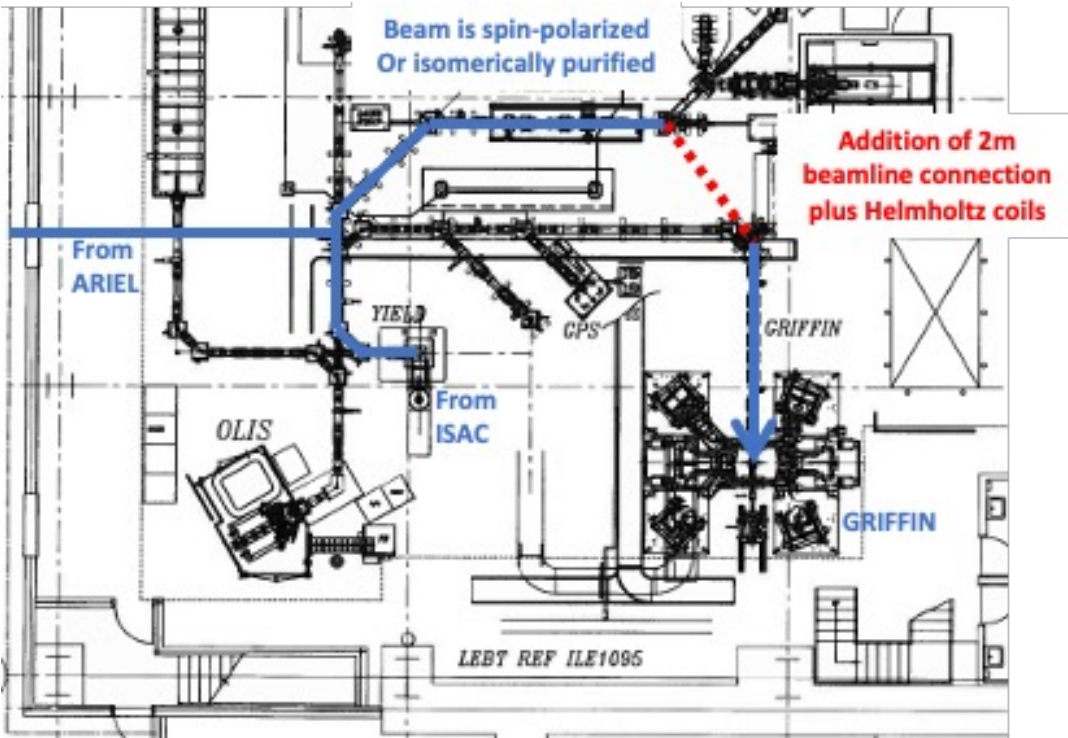 Beam is spin-polarized
Or isomerically purified
Addition of 2m
beamline connection
plus Helmholtz coils
From
ARIEL
YIELD
GPS
GRIFFIN
From
ISAC
OLIS
GRIFFIN
LEBT REF ILE1095